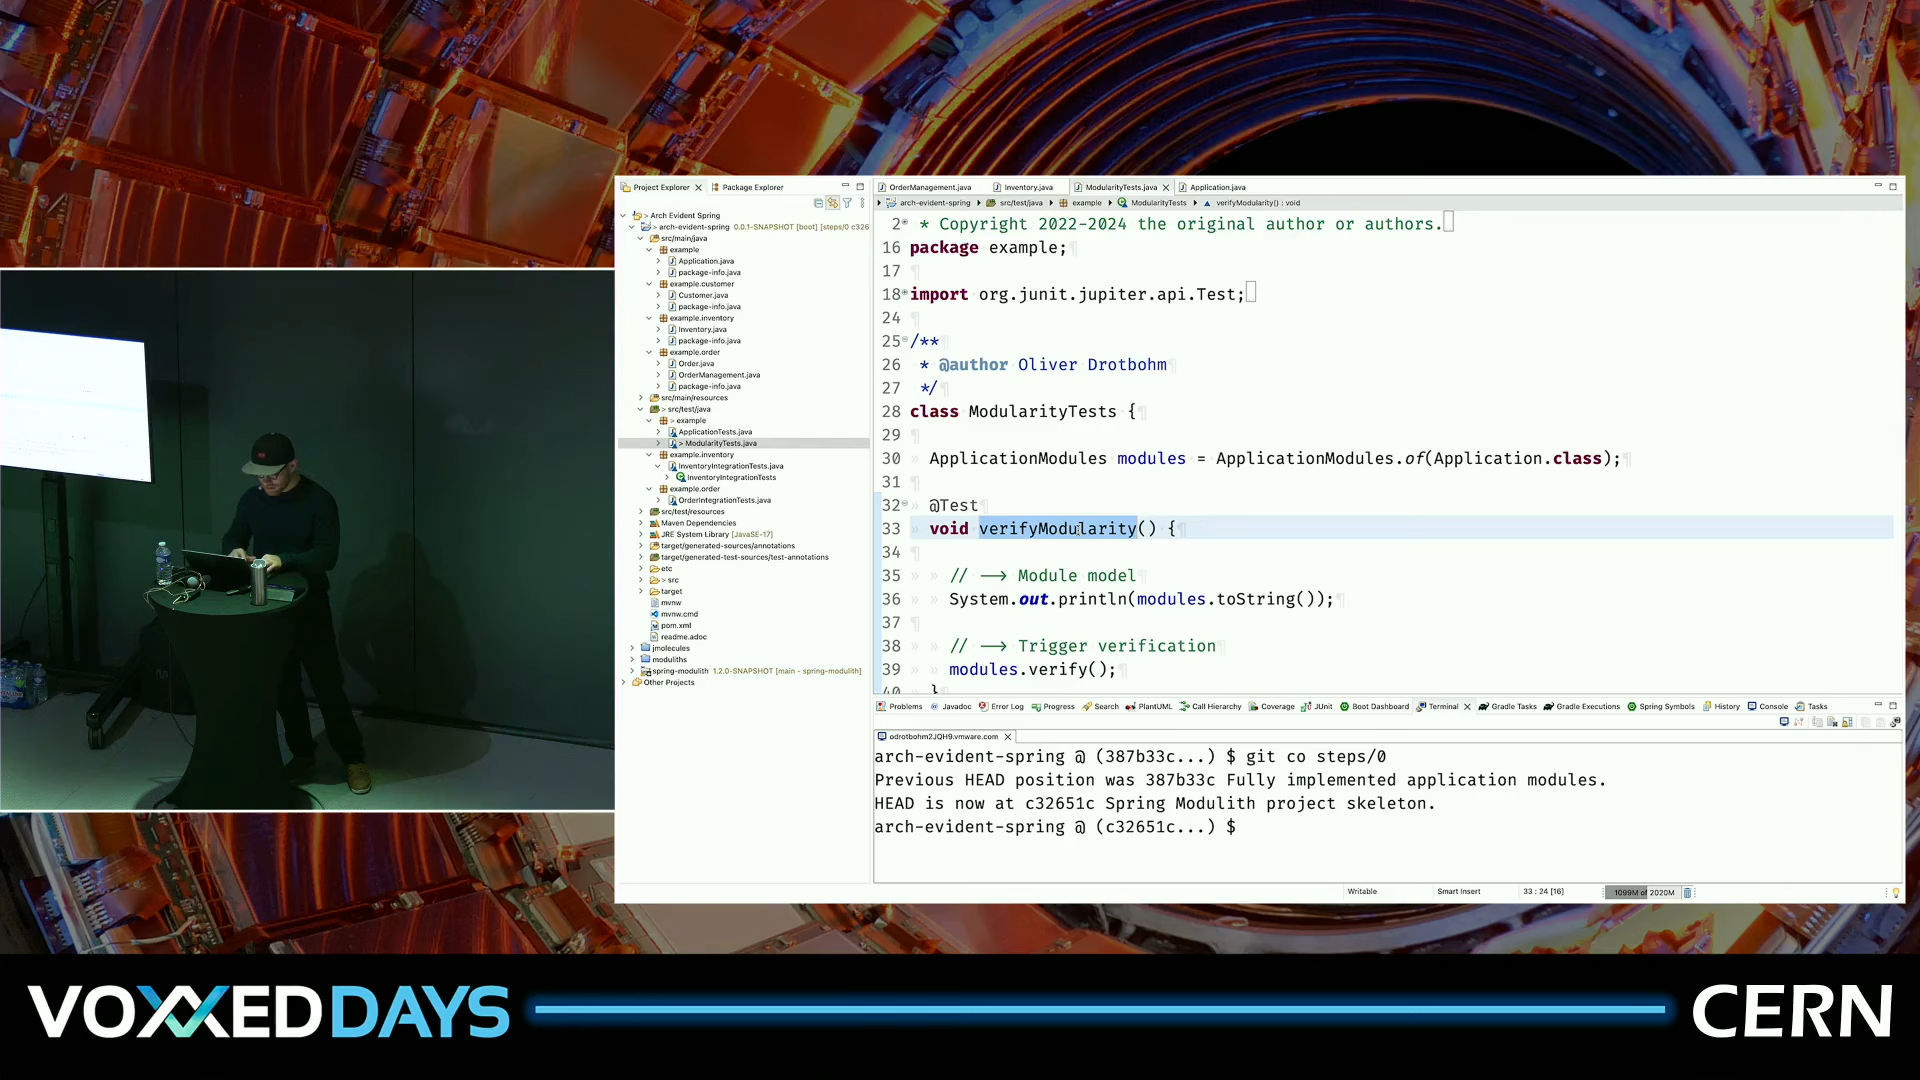 Project Explorer
Package Explorer
> Arch Evident Spring
> arch-evident-spring 0.0.1-SNAPSHOT [boot] [steps/0 c326
src/main/java
example
Application.java
package-info.java
example.customer
Customer.java
package-info.java
example.inventory
Inventory.java
package-info.java
example.order
Order.java
OrderManagement.java
package-info.java
src/main/resources
> src/test/java
> example
ApplicationTests.java
> ModularityTests.java
example.inventory
InventoryIntegrationTests.java
InventoryIntegrationTests
example.order
OrderIntegrationTests.java
src/test/resources
Maven Dependencies
JRE System Library [JavaSE-17]
target/generated-sources/annotations
target/generated-test-sources/test-annotations
etc
> src
target
mvnw
mvnw.cmd
pom.xml
readme.adoc
jmolecules
moduliths
spring-modulith 1.2.0-SNAPSHOT [main - spring-modulith]
Other Projects
OrderManagement.java
Inventory.java
ModularityTests.java
Application.java
arch-evident-spring
src/test/java
example
ModularityTests
verifyModularity() : void
2 * Copyright 2022-2024 the original author or authors.
16 package example;
17
18 import org.junit.jupiter.api.Test;
24
25 /**
26 * @author Oliver Drotbohm
27 */
28 class ModularityTests {
29
30 ApplicationModules modules = ApplicationModules.of(Application.class);
31
32 @Test
33 void verifyModularity() {
34
35 // --> Module model
36 System.out.println(modules.toString());
37
38 // --> Trigger verification
39 modules.verify();
40 }
Problems
Javadoc
Error Log
Progress
Search
PlantUML
Call Hierarchy
Coverage
JUnit
Boot Dashboard
Terminal
Gradle Tasks
Gradle Executions
Spring Symbols
History
Console
Tasks
odrotbohm2JQH9.vmware.com
arch-evident-spring @ (387b33c...) $ git co steps/0
Previous HEAD position was 387b33c Fully implemented application modules.
HEAD is now at c32651c Spring Modulith project skeleton.
arch-evident-spring @ (c32651c...) $
Writable
Smart Insert
33 : 24 [16]
1099M of 2020M
VOXXEDDAYS
CERN